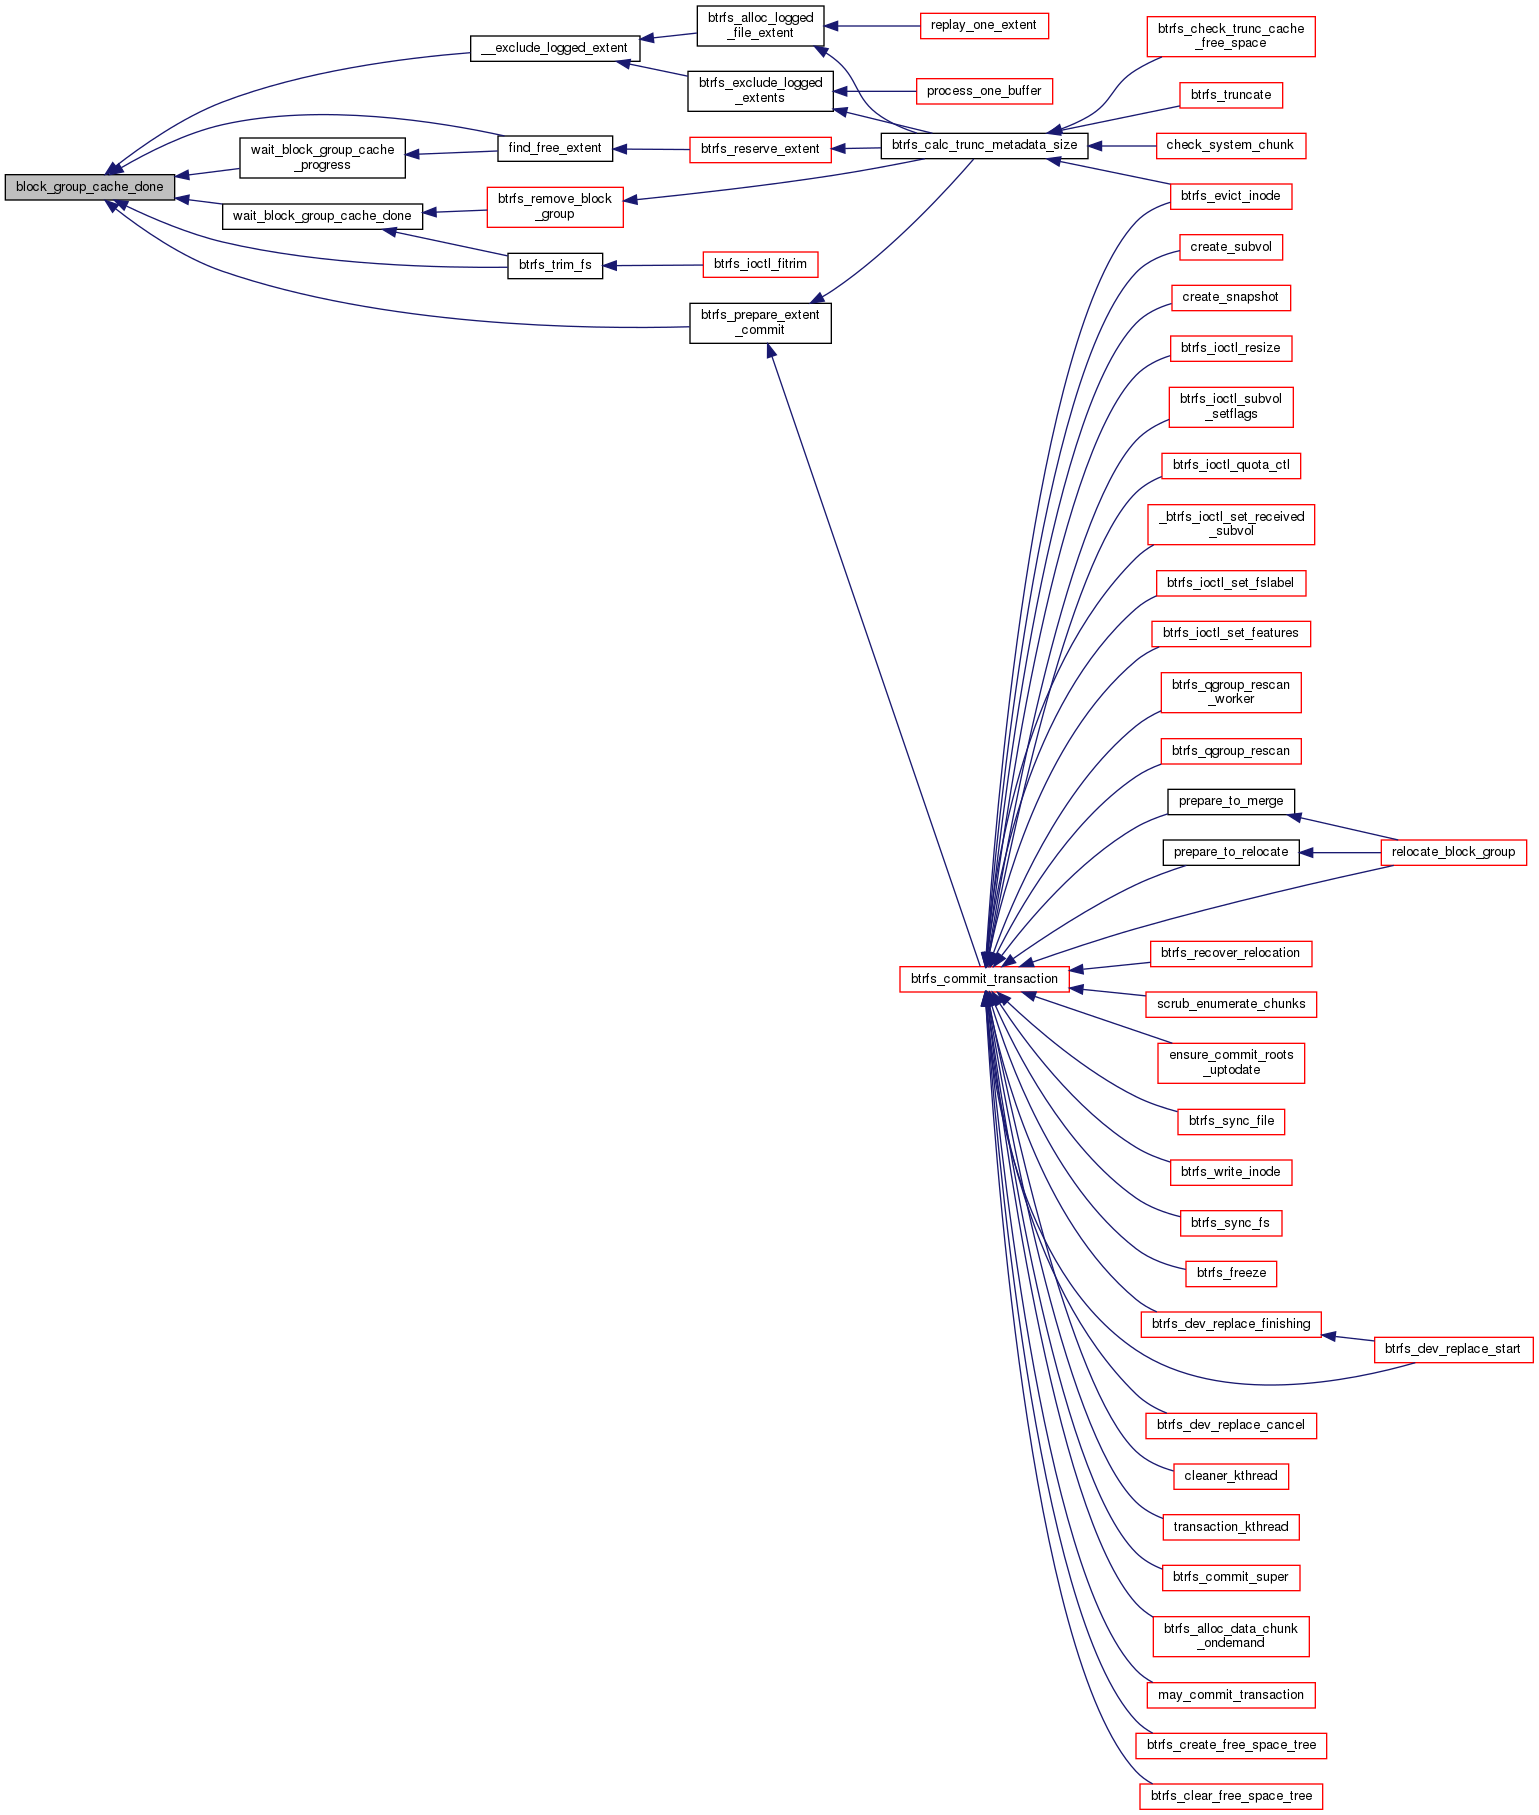 block_group_cache_done
__exclude_logged_extent
wait_block_group_cache
_progress
wait_block_group_cache_done
find_free_extent
btrfs_remove_block
_group
btrfs_trim_fs
btrfs_alloc_logged
_file_extent
btrfs_exclude_logged
_extents
btrfs_reserve_extent
btrfs_ioctl_fitrim
btrfs_prepare_extent
_commit
replay_one_extent
process_one_buffer
btrfs_calc_trunc_metadata_size
btrfs_commit_transaction
btrfs_check_trunc_cache
_free_space
btrfs_truncate
check_system_chunk
btrfs_evict_inode
create_subvol
create_snapshot
btrfs_ioctl_resize
btrfs_ioctl_subvol
_setflags
btrfs_ioctl_quota_ctl
_btrfs_ioctl_set_received
_subvol
btrfs_ioctl_set_fslabel
btrfs_ioctl_set_features
btrfs_qgroup_rescan
_worker
btrfs_qgroup_rescan
prepare_to_merge
prepare_to_relocate
relocate_block_group
btrfs_recover_relocation
scrub_enumerate_chunks
ensure_commit_roots
_uptodate
btrfs_sync_file
btrfs_write_inode
btrfs_sync_fs
btrfs_freeze
btrfs_dev_replace_finishing
btrfs_dev_replace_start
btrfs_dev_replace_cancel
cleaner_kthread
transaction_kthread
btrfs_commit_super
btrfs_alloc_data_chunk
_ondemand
may_commit_transaction
btrfs_create_free_space_tree
btrfs_clear_free_space_tree